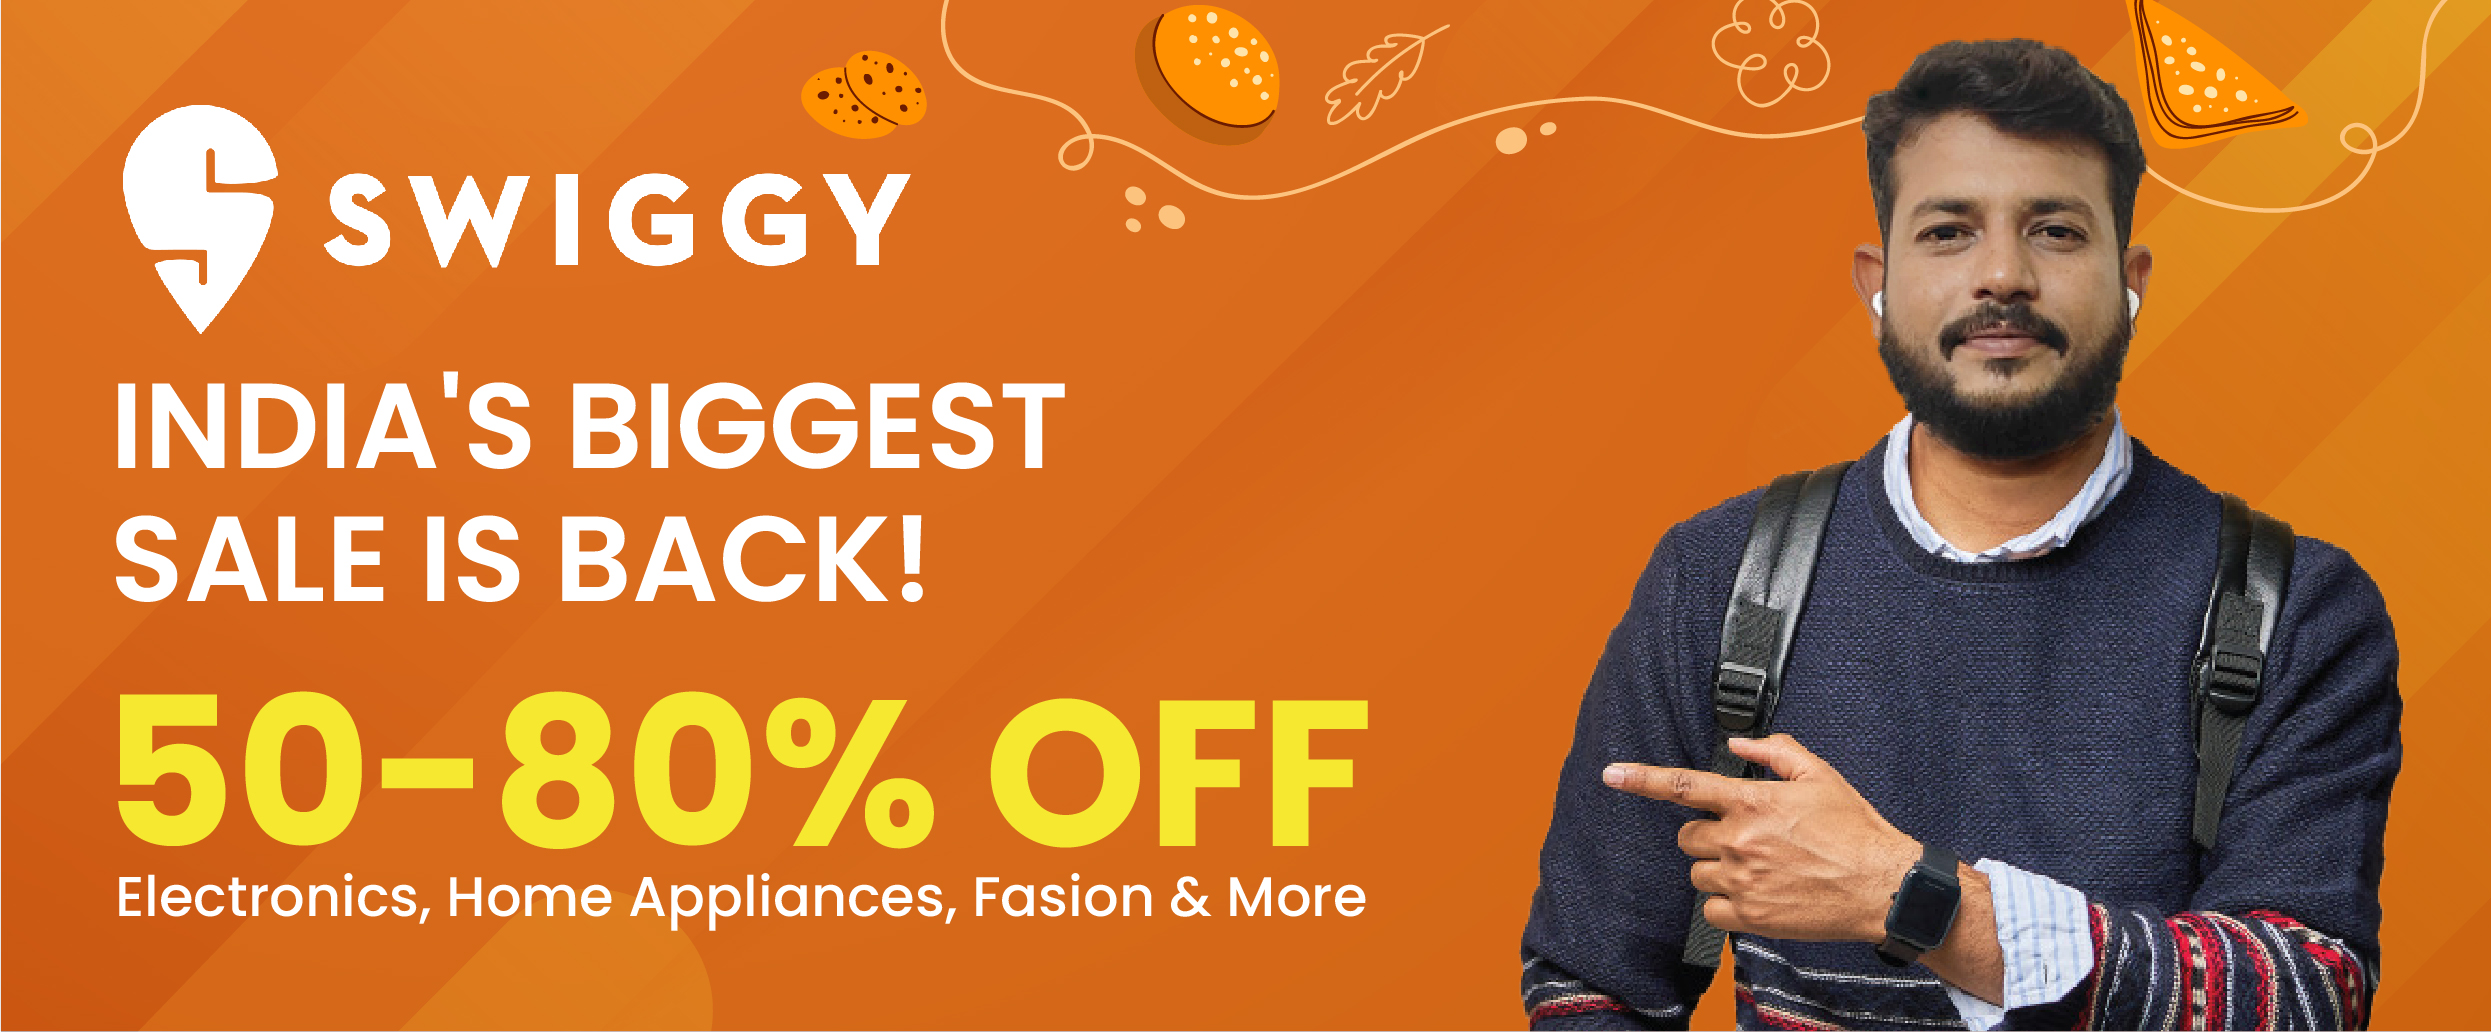 SWIGGY
INDIA'S BIGGEST
SALE IS BACK!
50-80% OFF
Electronics, Home Appliances, Fasion & More